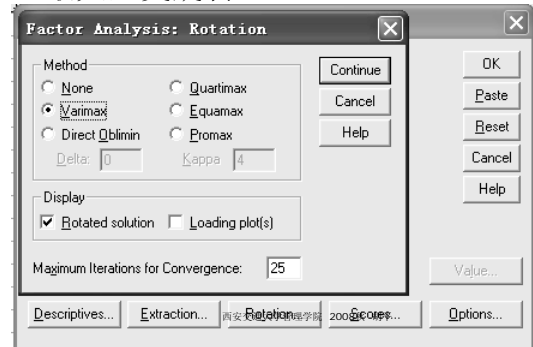 Factor Analysis: Rotation
Method
None
Quartimax
Varimax
Equamax
Direct Oblimin
Promax
Delta: 0
Kappa 4
Continue
Cancel
Help
Display
Rotated solution
Loading plot(s)
Maximum Iterations for Convergence: 25
OK
Paste
Reset
Cancel
Help
Value...
Descriptives...
Extraction...
Rotation...
Scores...
Options...